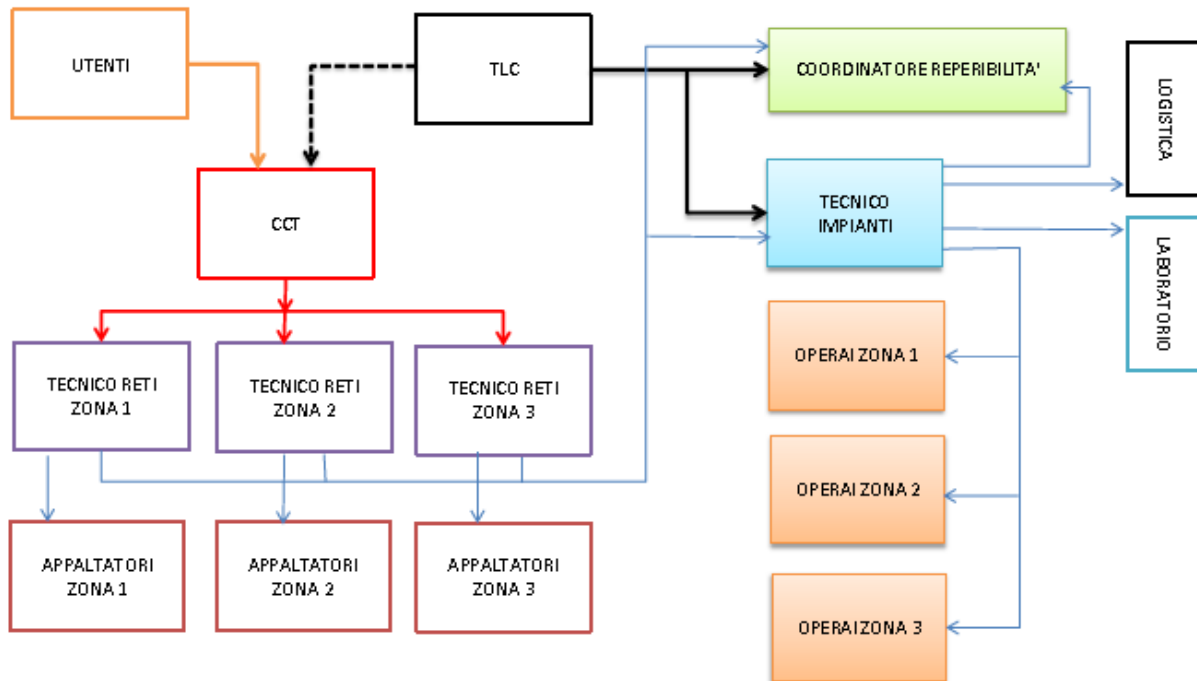 UTENTI
TLC
COORDINATORE REPERIBILITA'
LOGISTICA
CCT
TECNICO
IMPIANTI
LABORATORIO
TECNICO RETI
ZONA 1
TECNICO RETI
ZONA 2
TECNICO RETI
ZONA 3
OPERAI ZONA 1
OPERAI ZONA 2
APPALTATORI
ZONA 1
APPALTATORI
ZONA 2
APPALTATORI
ZONA 3
OPERAI ZONA 3